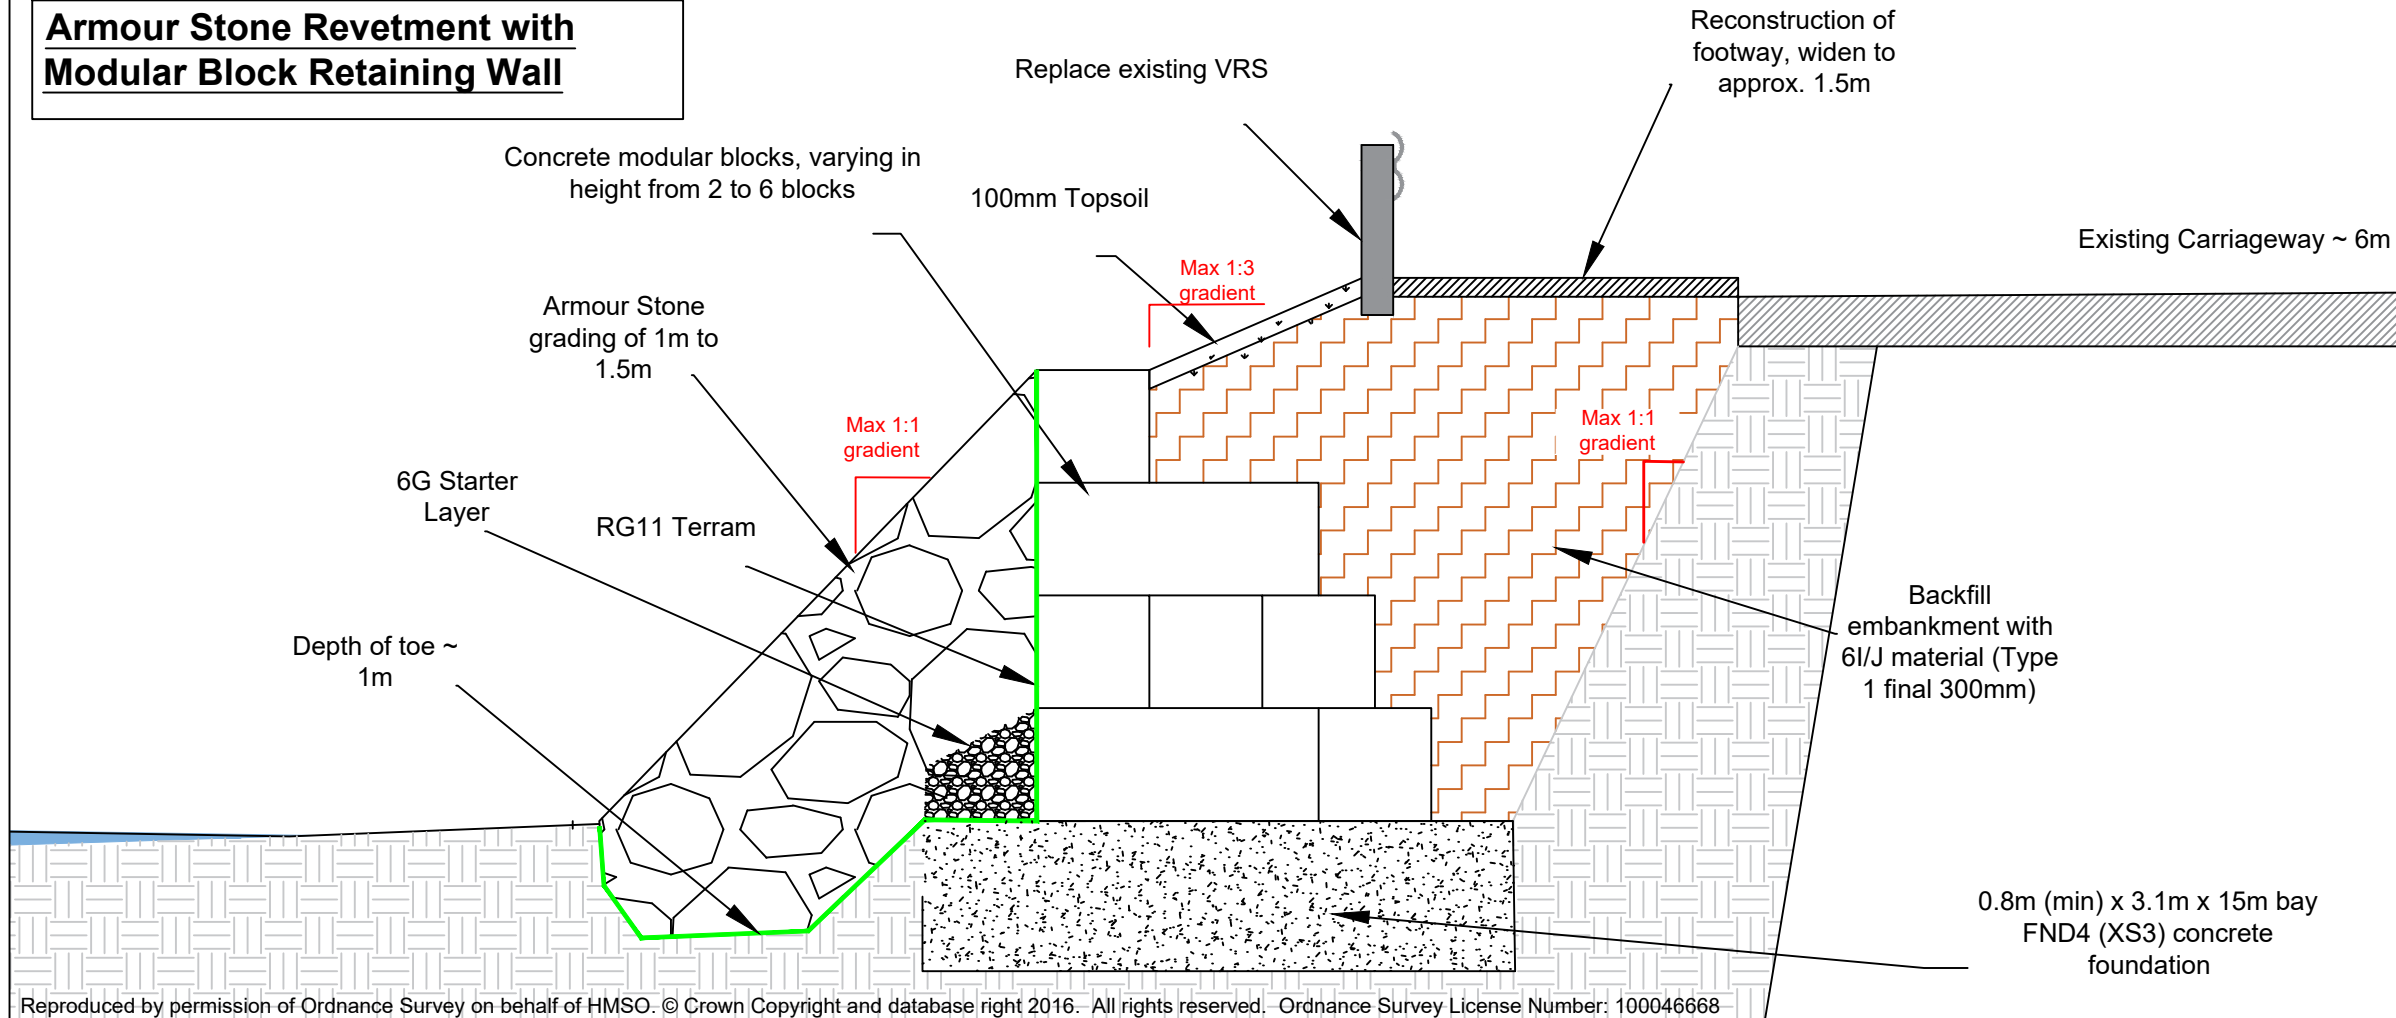 Armour Stone Revetment with
Modular Block Retaining Wall
Reconstruction of
footway, widen to
approx. 1.5m
Replace existing VRS
Concrete modular blocks, varying in
height from 2 to 6 blocks
100mm Topsoil
Existing Carriageway ~ 6m
Max 1:3
gradient
Armour Stone
grading of 1m to
1.5m
Max 1:1
gradient
Max 1:1
gradient
6G Starter
Layer
RG11 Terram
Backfill
embankment with
6I/J material (Type
1 final 300mm)
Depth of toe ~
1m
0.8m (min) x 3.1m x 15m bay
FND4 (XS3) concrete
foundation
Reproduced by permission of Ordnance Survey on behalf of HMSO. © Crown Copyright and database right 2016. All rights reserved. Ordnance Survey License Number: 100046668